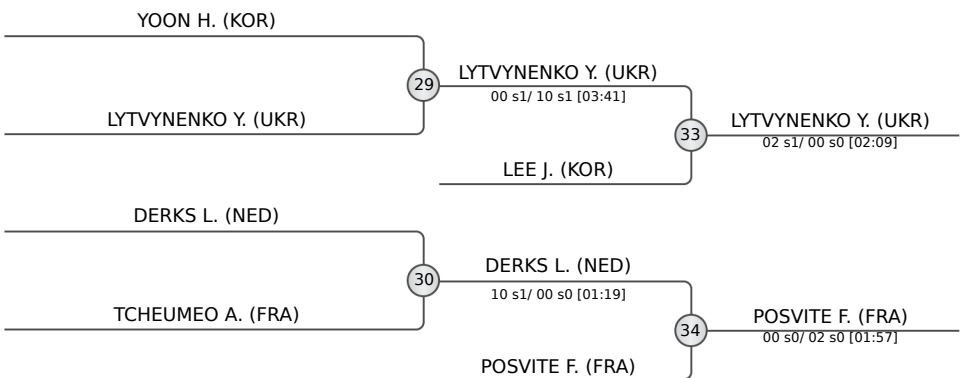 YOON H. (KOR)
29
LYTVYNENKO Y. (UKR)
00 s1/ 10 s1 [03:41]
LYTVYNENKO Y. (UKR)
33
LYTVYNENKO Y. (UKR)
02 s1/ 00 s0 [02:09]
LEE J. (KOR)
DERKS L. (NED)
30
DERKS L. (NED)
10 s1/ 00 s0 [01:19]
TCHEUMEO A. (FRA)
34
POSVITE F. (FRA)
00 s0/ 02 s0 [01:57]
POSVITE F. (FRA)